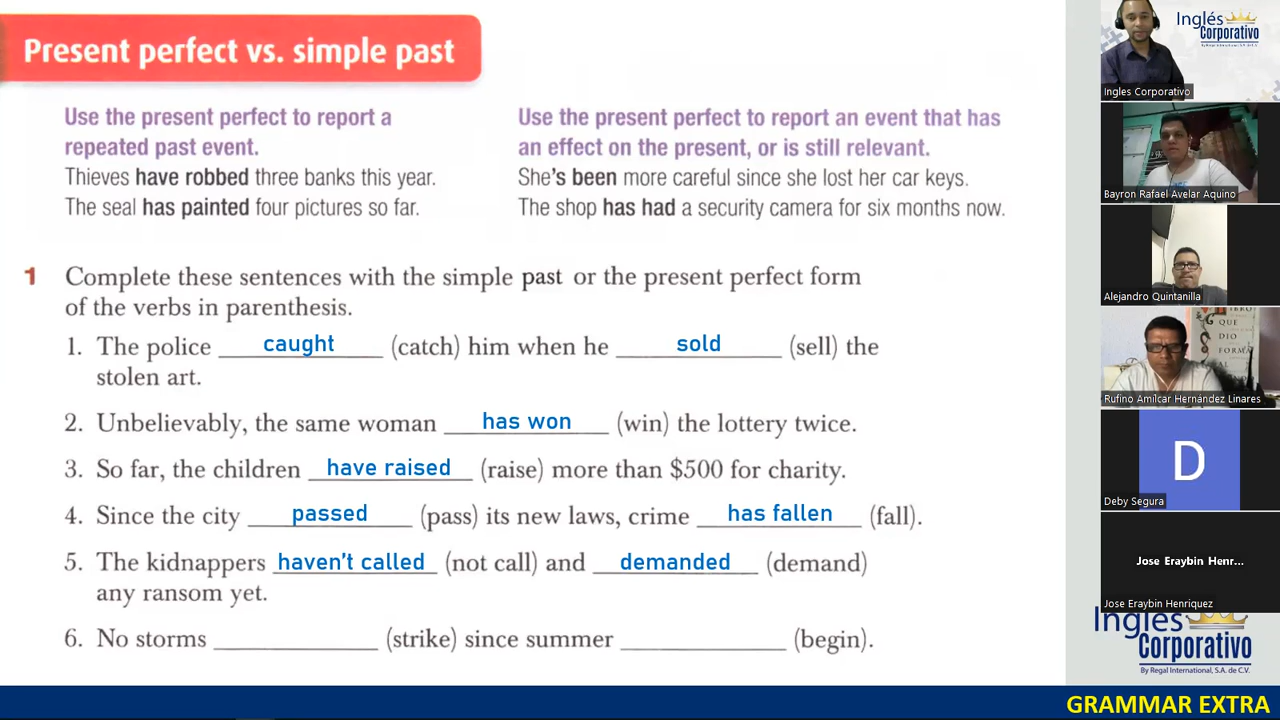 Present perfect vs. simple past
Use the present perfect to report a
repeated past event.
Thieves have robbed three banks this year.
The seal has painted four pictures so far.
Use the present perfect to report an event that has
an effect on the present, or is still relevant.
She's been more careful since she lost her car keys.
The shop has had a security camera for six months now.
1 Complete these sentences with the simple past or the present perfect form
of the verbs in parenthesis.
1. The police caught (catch) him when he sold (sell) the
stolen art.
2. Unbelievably, the same woman has won (win) the lottery twice.
3. So far, the children have raised (raise) more than $500 for charity.
4. Since the city passed (pass) its new laws, crime has fallen (fall).
5. The kidnappers haven't called (not call) and demanded (demand)
any ransom yet.
6. No storms ____________ (strike) since summer ____________ (begin).
GRAMMAR EXTRA
Inglés
Corporativo
By Regal International, S.A. de C.V.
Ingles Corporativo
Bayron Rafael Avelar Aquino
Alejandro Quintanilla
Rufino Amílcar Hernández Linares
D
Deby Segura
Jose Eraybin Henr...
Jose Eraybin Henriquez
Inglés
Corporativo
By Regal International, S.A. de C.V.